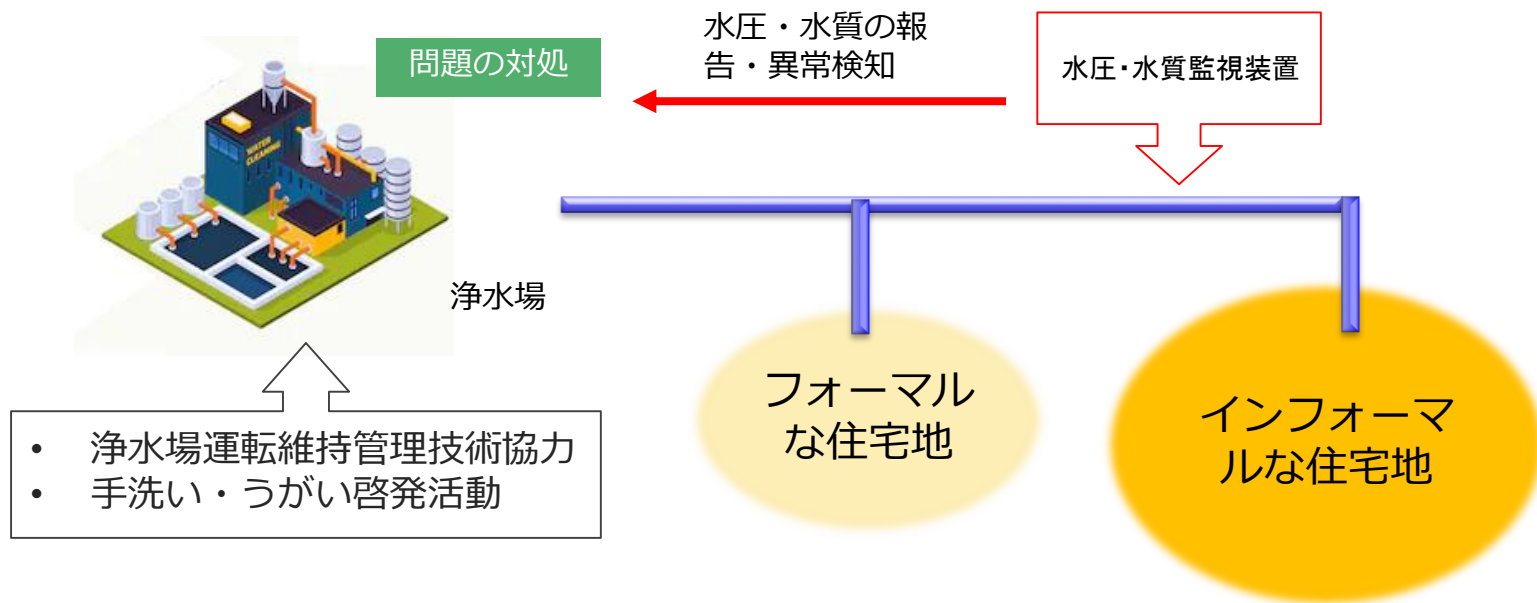 問題の対処
水圧・水質の報
告・異常検知
水圧・水質監視装置
WATER
CLEANING
浄水場
フォーマル
な住宅地
インフォーマ
ルな住宅地
• 浄水場運転維持管理技術協力
• 手洗い・うがい啓発活動